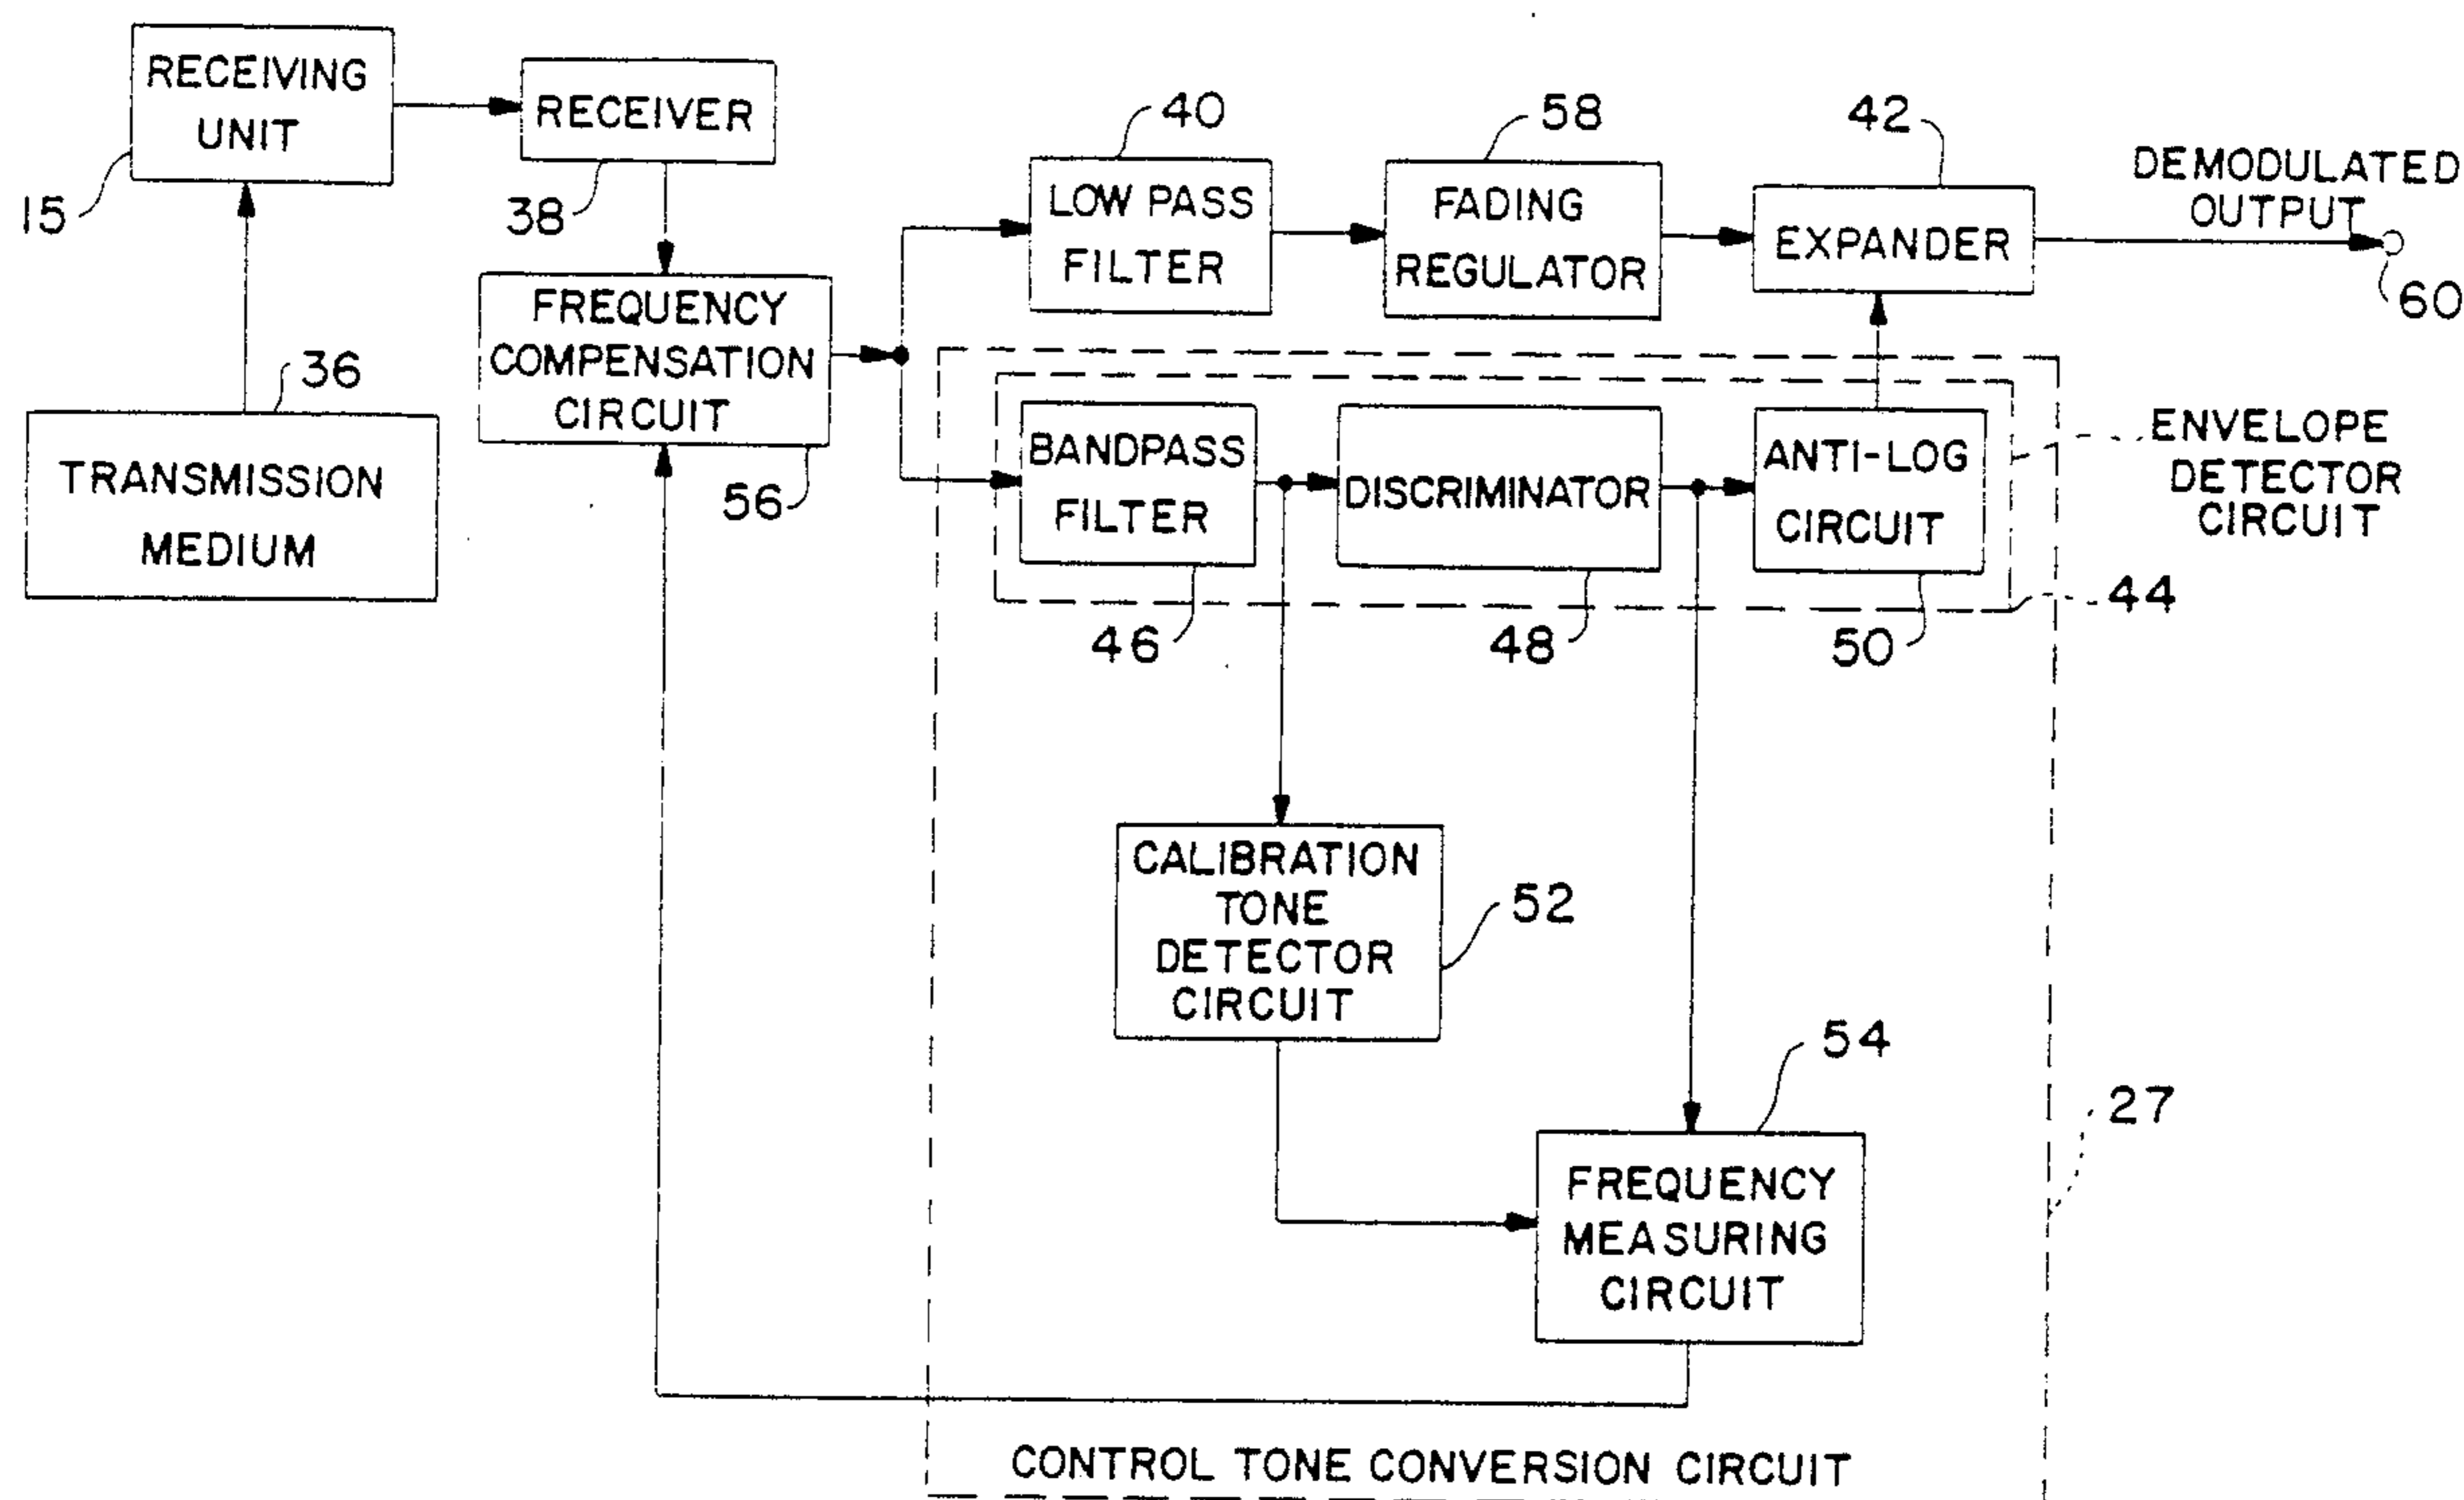 RECEIVING
UNIT
15
RECEIVER
38
40
LOW PASS
FILTER
58
FADING
REGULATOR
42
EXPANDER
DEMODULATED
OUTPUT
60
36
TRANSMISSION
MEDIUM
FREQUENCY
COMPENSATION
CIRCUIT
56
BANDPASS
FILTER
46
DISCRIMINATOR
48
ANTI-LOG
CIRCUIT
50
ENVELOPE
DETECTOR
CIRCUIT
44
CALIBRATION
TONE
DETECTOR
CIRCUIT
52
54
FREQUENCY
MEASURING
CIRCUIT
27
CONTROL TONE CONVERSION CIRCUIT